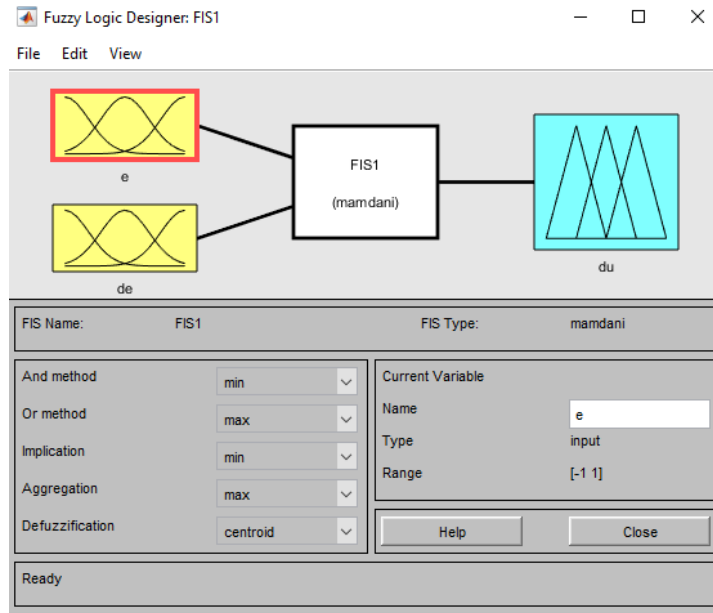 Fuzzy Logic Designer: FIS1
File Edit View
e
FIS1
(mamdani)
de
du
FIS Name: FIS1 FIS Type: mamdani
And method min
Or method max
Implication min
Aggregation max
Defuzzification centroid
Current Variable
Name e
Type input
Range [-1 1]
Help Close
Ready